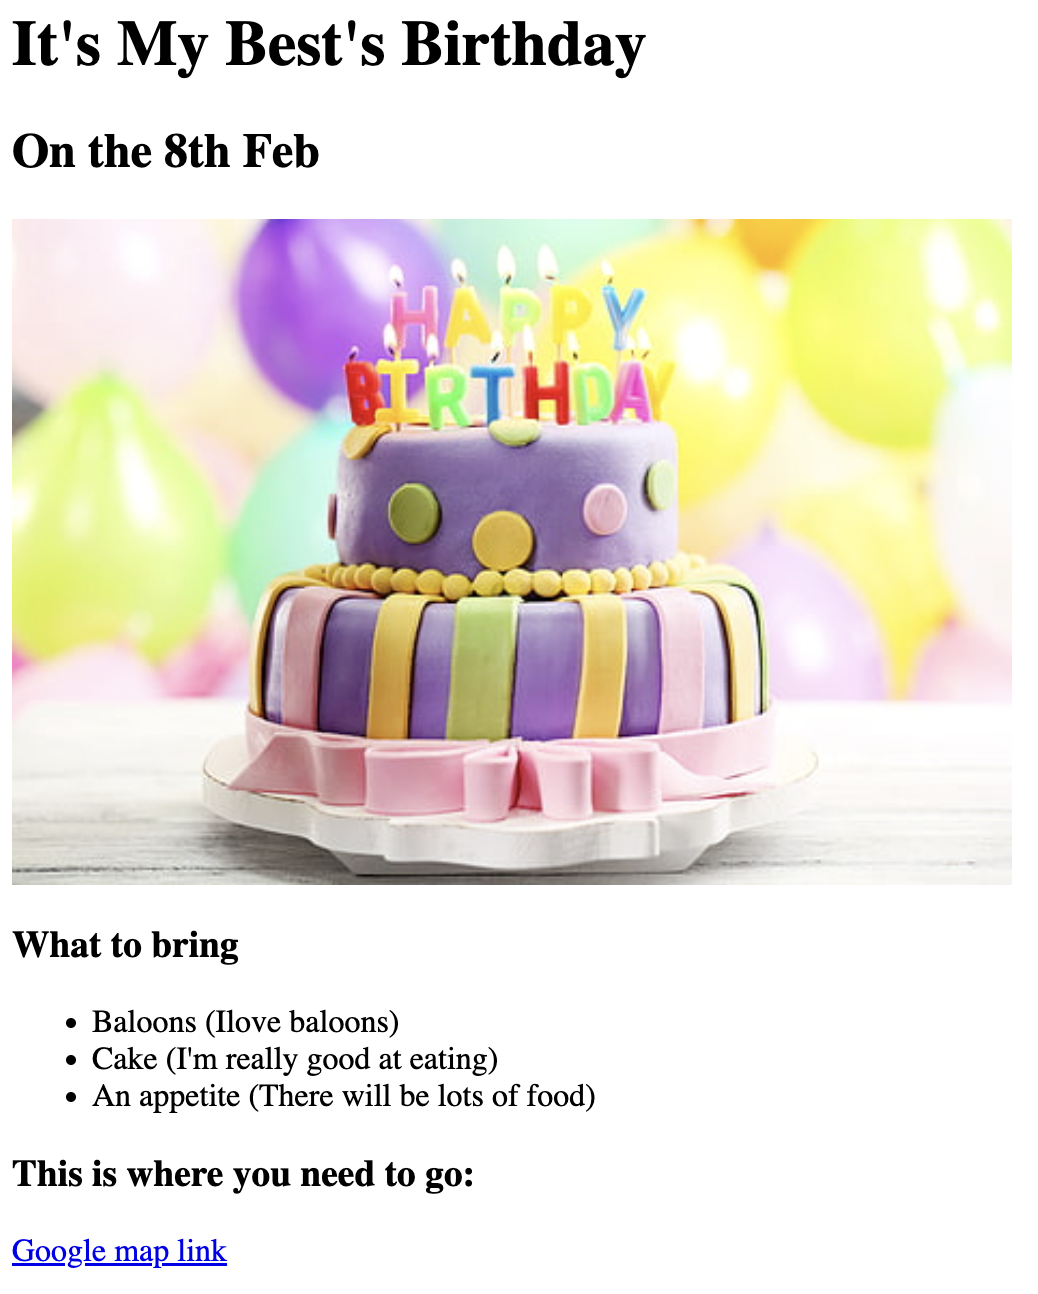 It's My Best's Birthday
On the 8th Feb
HAPPY
BIRTHDAY
What to bring
Baloons (Ilove baloons)
Cake (I'm really good at eating)
An appetite (There will be lots of food)
This is where you need to go:
Google map link